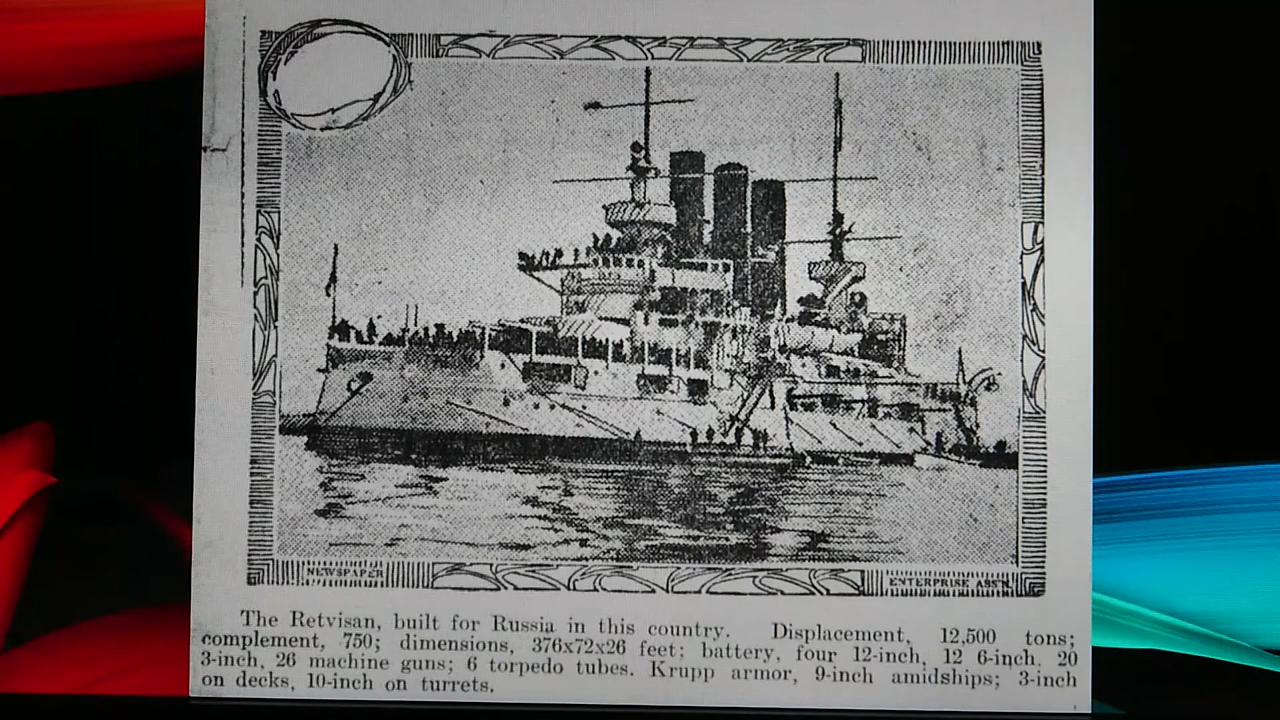 NEWSPAPER
ENTERPRISE ASS'N
The Retvisan, built for Russia in this country. Displacement, 12,500 tons;
complement, 750; dimensions, 376x72x26 feet; battery, four 12-inch, 12 6-inch, 20
3-inch, 26 machine guns; 6 torpedo tubes. Krupp armor, 9-inch amidships; 3-inch
on decks, 10-inch on turrets.